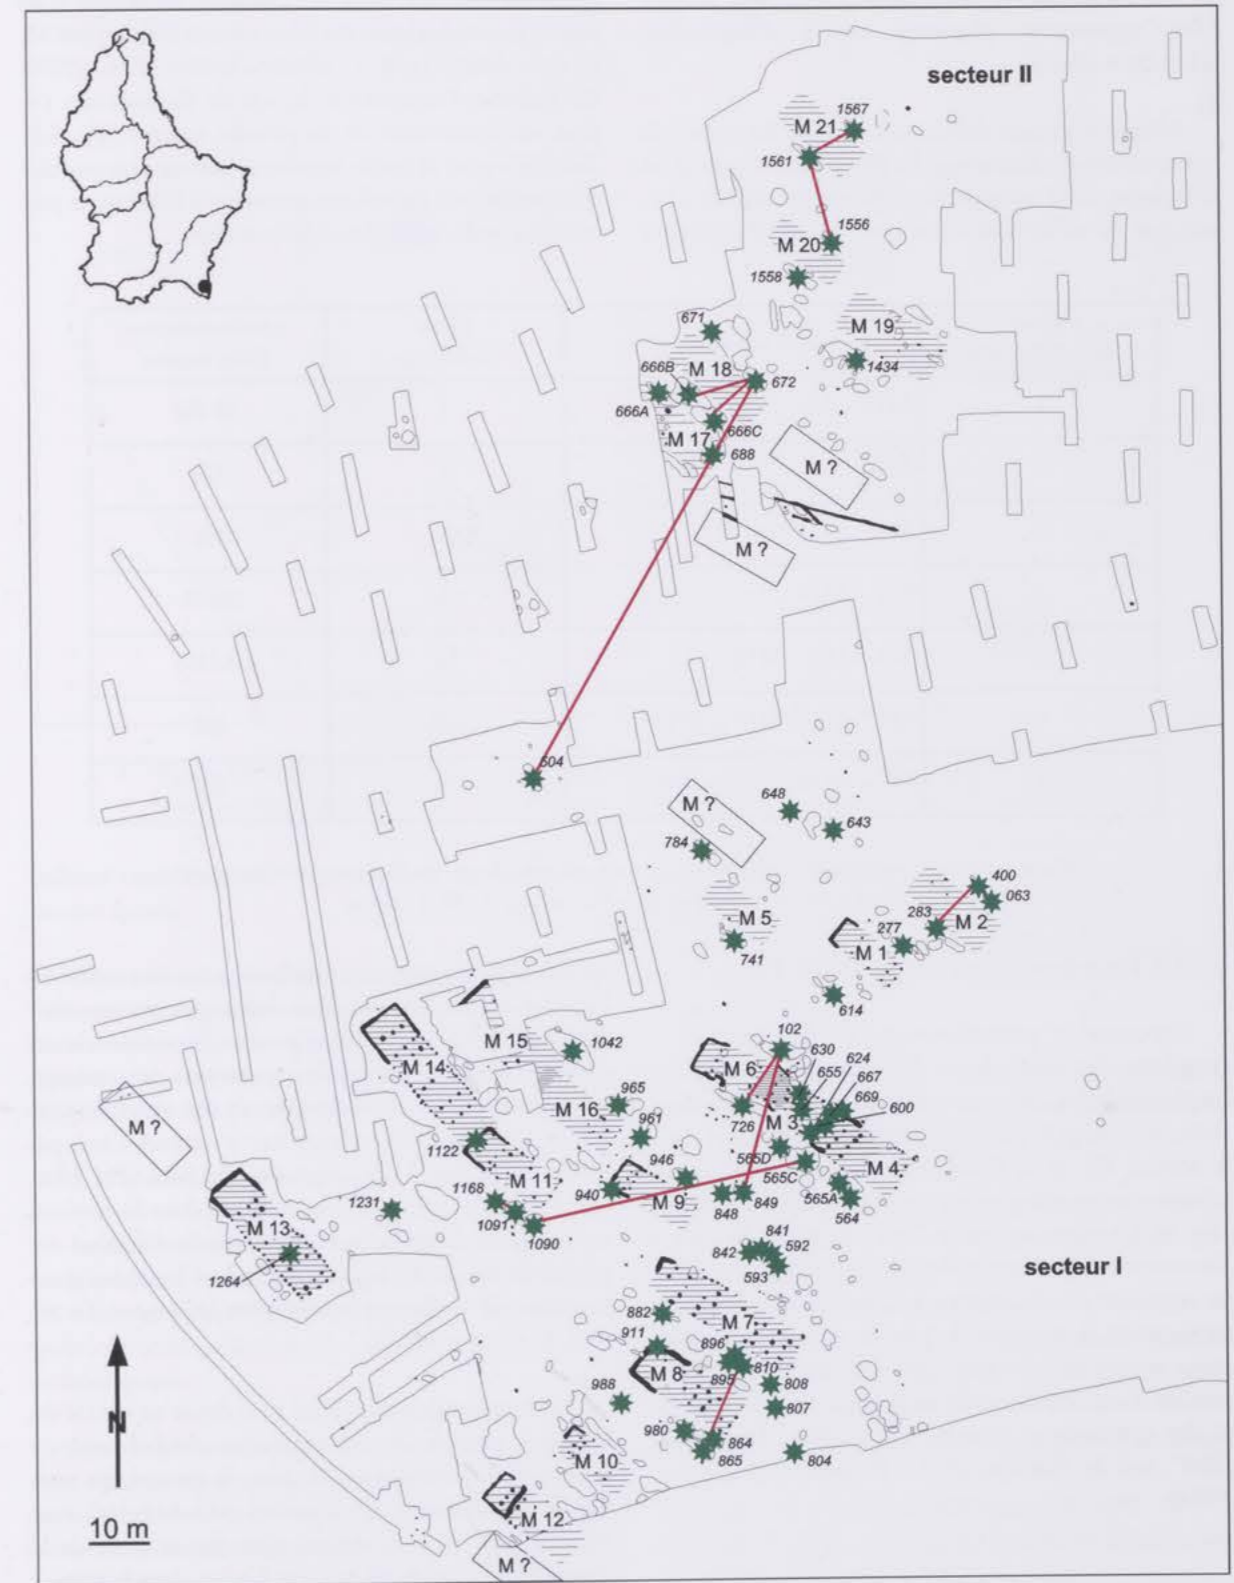 secteur II
1567
M 21
1561
1556
M 20
1558
671
M 19
666B
M 18
672
1434
666A
666C
M 17
688
M ?
M ?
504
648
M ?
643
784
400
063
283
M 5
M 2
277
741
M 1
614
102
M 15
1042
630
624
M 14
M 6
655
667
965
669
M 16
600
726
M 3
M ?
961
1122
565D
946
565C
M 4
M 11
1168
940
M 9
565A
1231
848
849
564
1091
M 13
1090
841
842
592
1264
593
secteur I
882
M 7
911
896
M 8
895
810
808
988
807
N
980
864
M 10
865
804
M 12
10 m
M ?